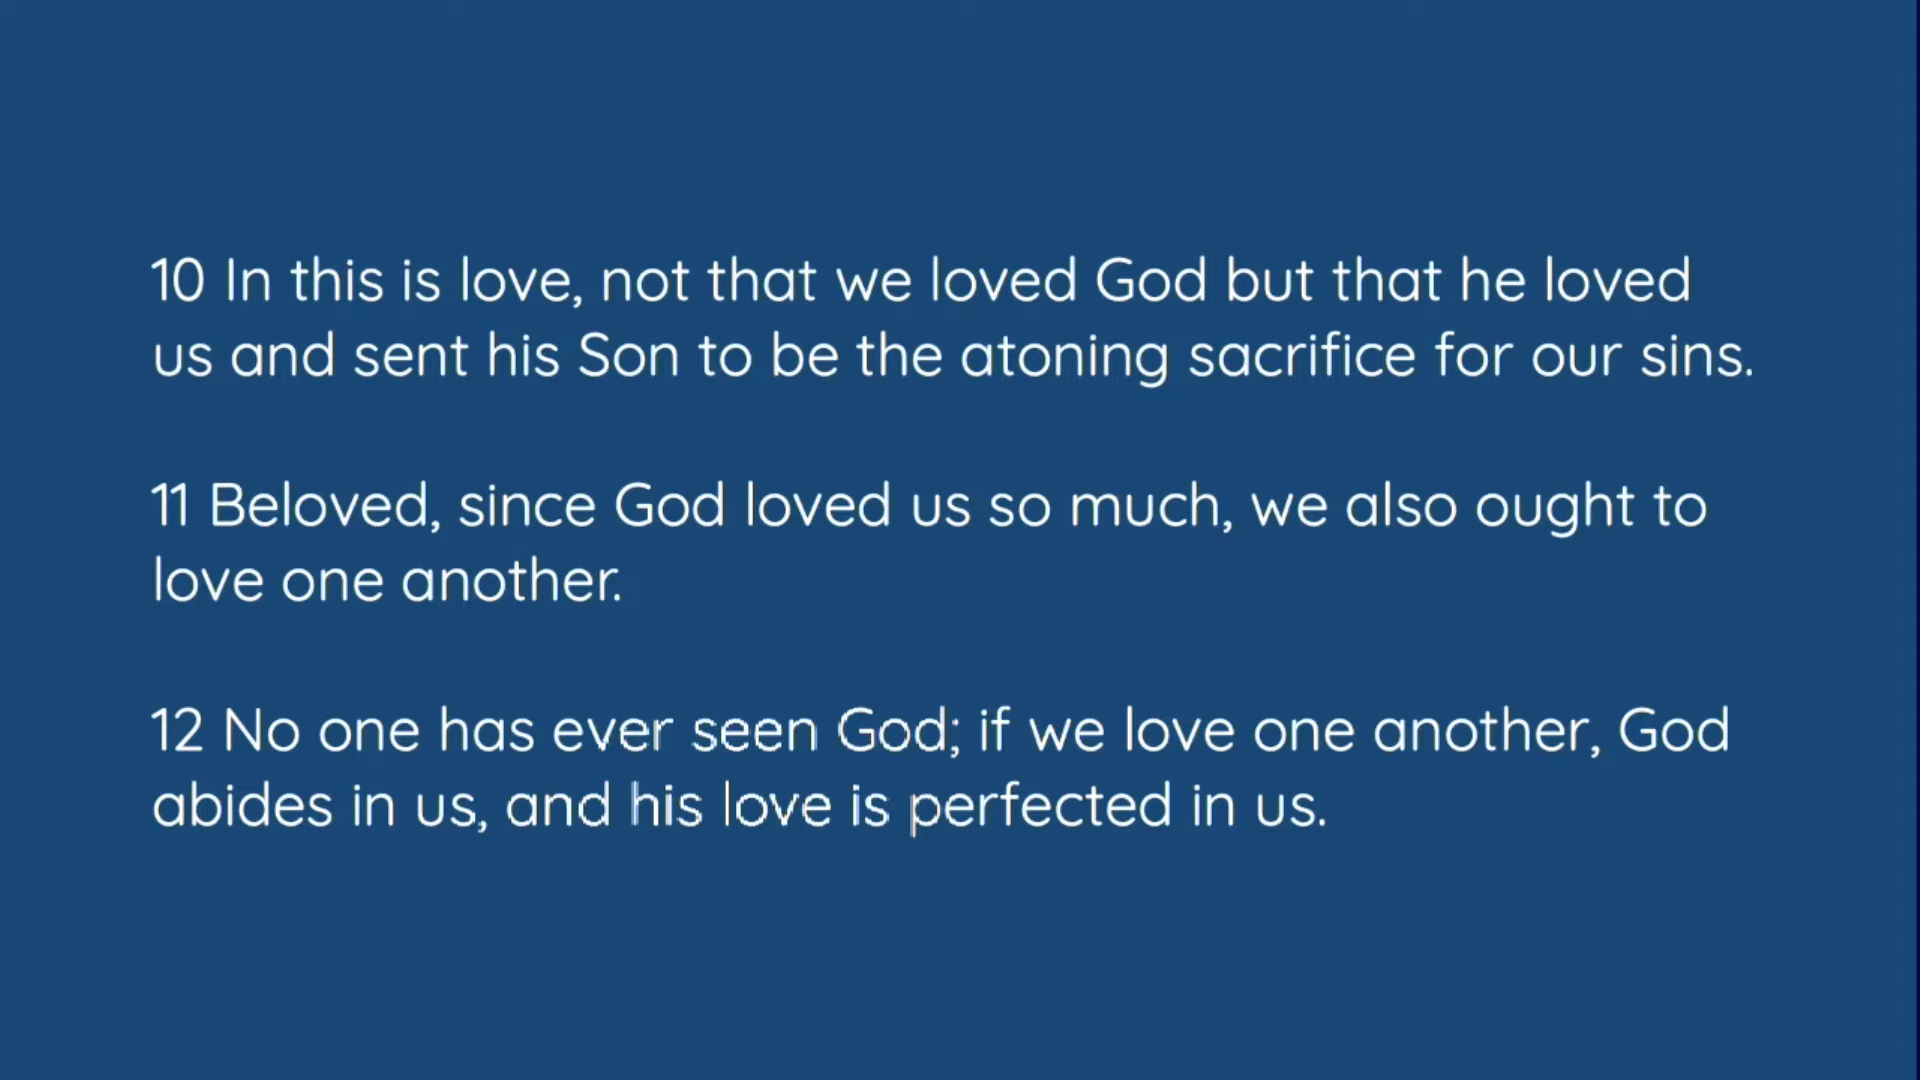 10 In this is love, not that we loved God but that he loved
us and sent his Son to be the atoning sacrifice for our sins.
11 Beloved, since God loved us so much, we also ought to
love one another.
12 No one has ever seen God; if we love one another, God
abides in us, and his love is perfected in us.